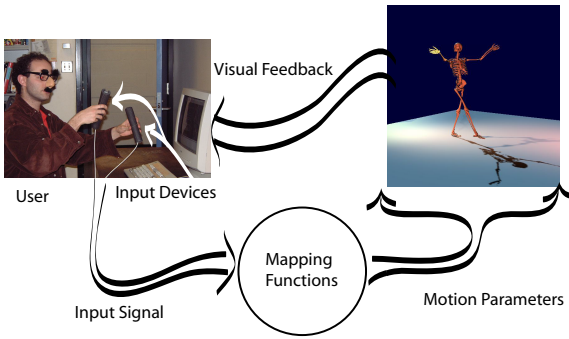 Visual Feedback
User
Input Devices
Mapping
Functions
Input Signal
Motion Parameters